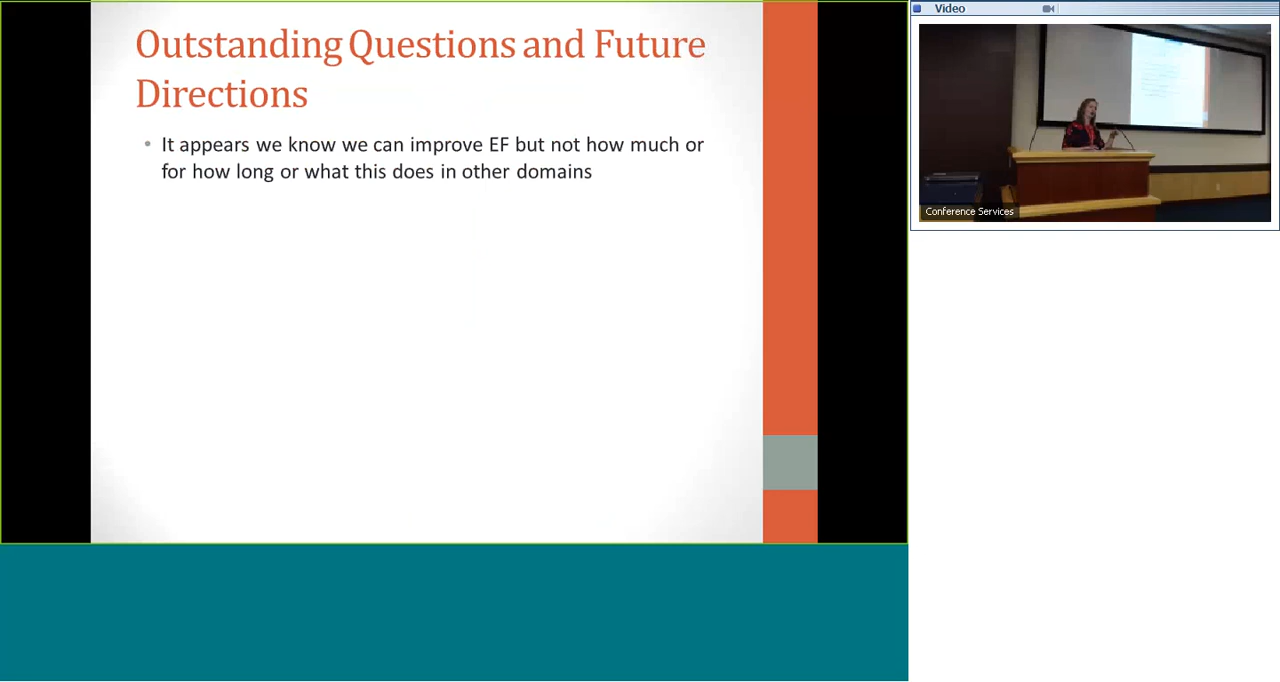 Outstanding Questions and Future
Directions
• It appears we know we can improve EF but not how much or
for how long or what this does in other domains
Video
Conference Services